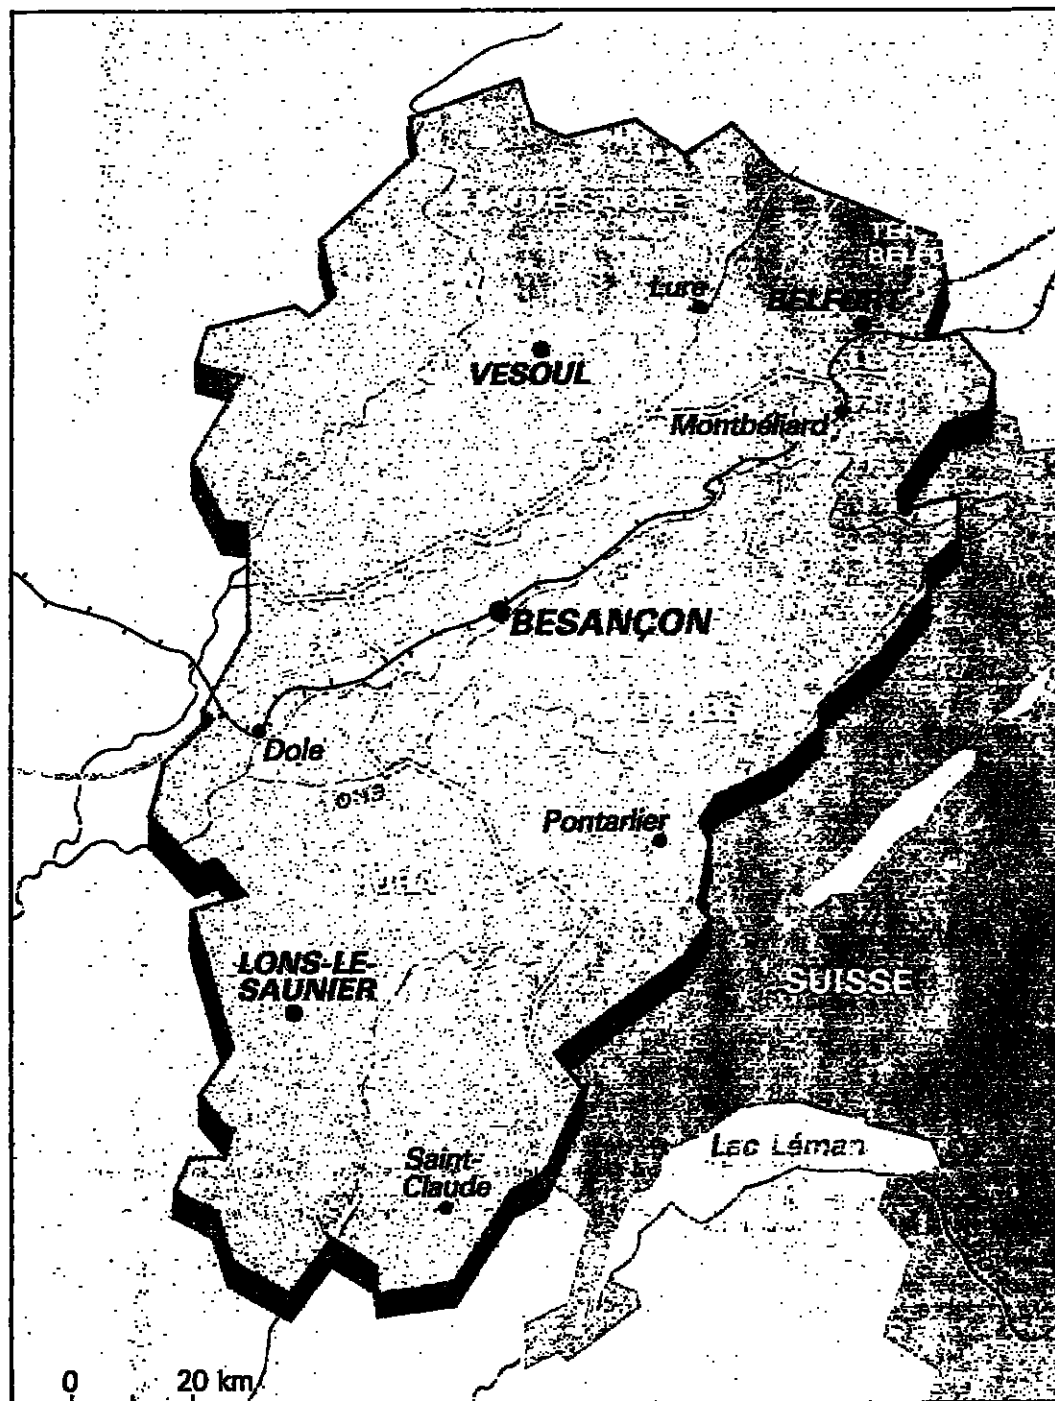 Lure
BELFORT
VESOUL
Montbéliard
BESANÇON
Dole
Pontarlier
LONS-LE-
SAUNIER
SUISSE
Lac Léman
Saint-
Claude
0 20 km